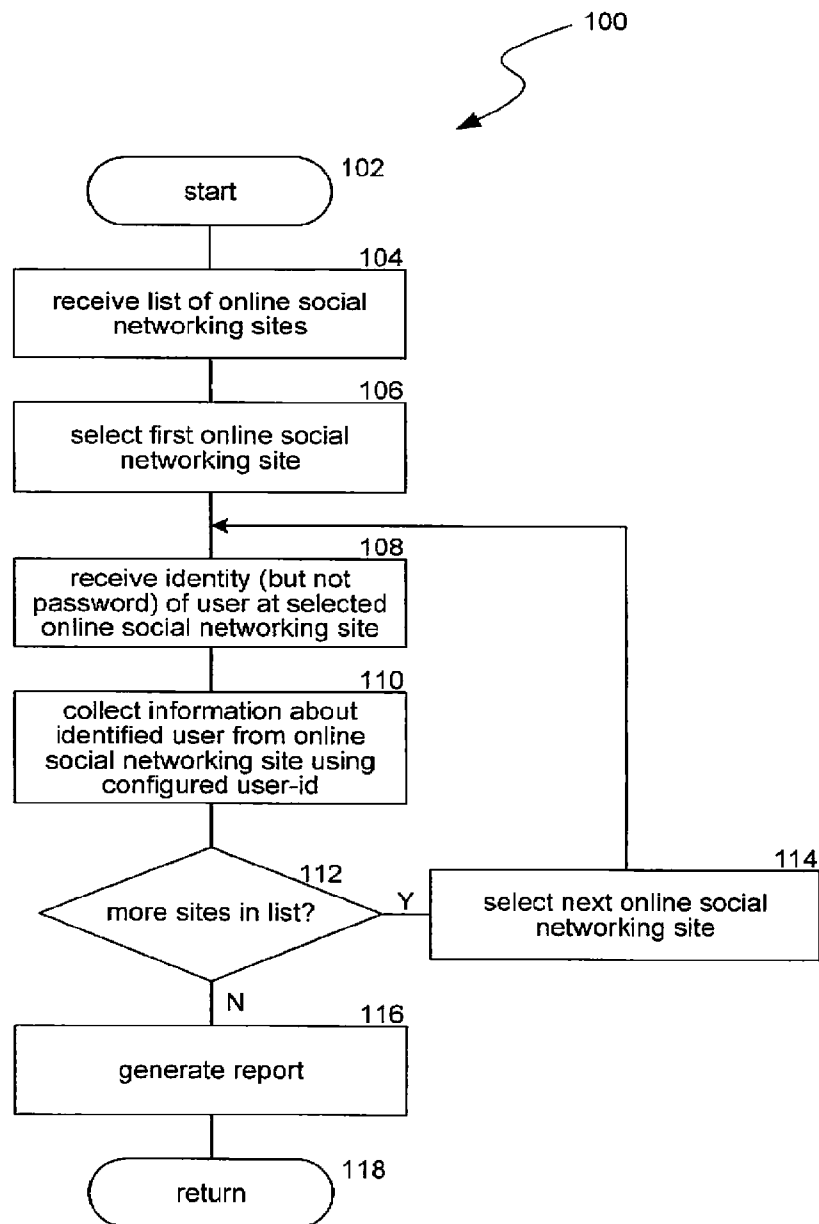 100
102
start
104
receive list of online social
networking sites
106
select first online social
networking site
108
receive identity (but not
password) of user at selected
online social networking site
110
collect information about
identified user from online
social networking site using
configured user-id
112
more sites in list?
Y
114
select next online social
networking site
N
116
generate report
118
return